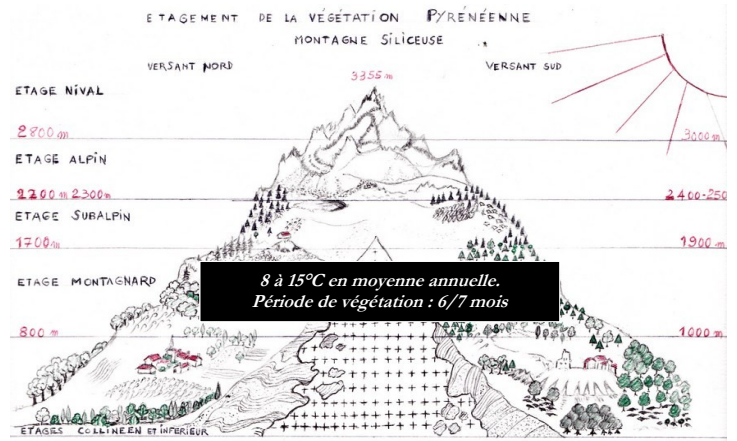 ETAGEMENT DE LA VÉGÉTATION PYRÉNÉENNE
MONTAGNE SILICEUSE
VERSANT NORD
VERSANT SUD
3355 m
ETAGE NIVAL
2800 m
3000 m
ETAGE ALPIN
2200 m 2300m
2400-250
ETAGE SUBALPIN
1700m
1900 m
ETAGE MONTAGNARD
8 à 15°C en moyenne annuelle.
Période de végétation : 6/7 mois
800 m
1000 m
ETAGES COLLINEEN ET INFERIEUR